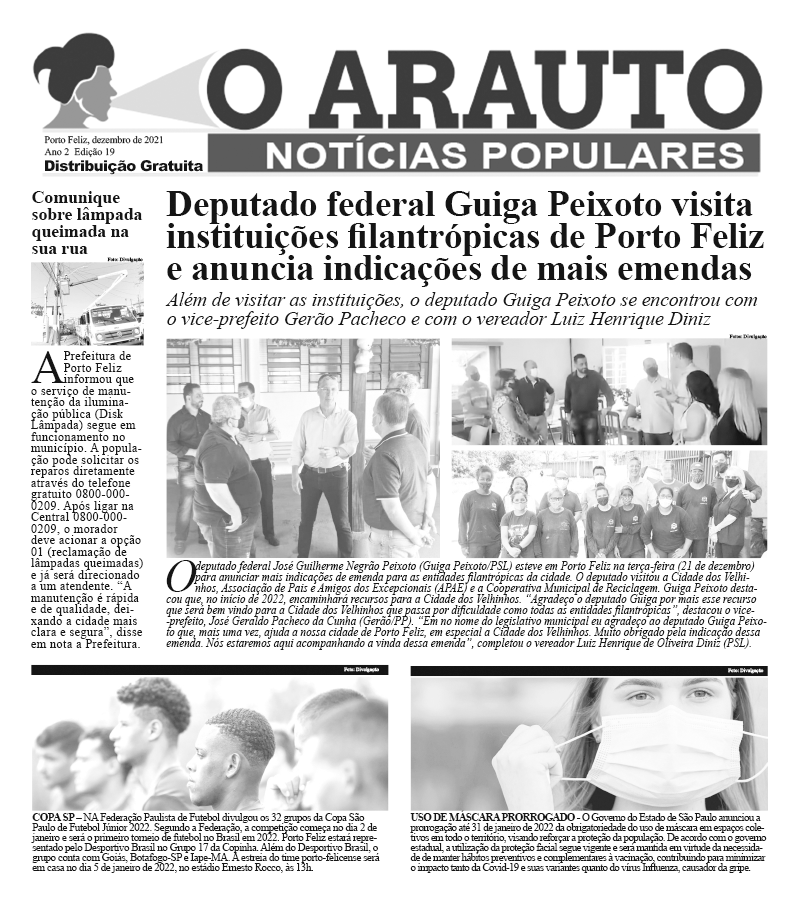 O ARAUTO
NOTÍCIAS POPULARES
Porto Feliz, dezembro de 2021
Ano 2 Edição 19
Distribuição Gratuita
Comunique
sobre lâmpada
queimada na
sua rua
Foto: Divulgação
A Prefeitura de
Porto Feliz
informou que
o serviço de manu-
tenção da ilumina-
ção pública (Disk
Lâmpada) segue em
funcionamento no
município. A popula-
ção pode solicitar os
reparos diretamente
através do telefone
gratuito 0800-000-
0209. Após ligar na
Central 0800-000-
0209, o morador
deve acionar a opção
01 (reclamação de
lâmpadas queimadas)
e já será direcionado
a um atendente. “A
manutenção é rápida
e de qualidade, dei-
xando a cidade mais
clara e segura”, disse
em nota a Prefeitura.
Deputado federal Guiga Peixoto visita
instituições filantrópicas de Porto Feliz
e anuncia indicações de mais emendas
Além de visitar as instituições, o deputado Guiga Peixoto se encontrou com
o vice-prefeito Gerão Pacheco e com o vereador Luiz Henrique Diniz
Fotos: Divulgação
O deputado federal José Guilherme Negrão Peixoto (Guiga Peixoto/PSL) esteve em Porto Feliz na terça-feira (21 de dezembro)
para anunciar mais indicações de emenda para as entidades filantrópicas da cidade. O deputado visitou a Cidade dos Velhi-
nhos, Associação de Pais e Amigos dos Excepcionais (APAE) e a Cooperativa Municipal de Reciclagem. Guiga Peixoto desta-
cou que, no início de 2022, encaminhará recursos para a Cidade dos Velhinhos. “Agradeço o deputado Guiga por mais esse recurso
que será bem vindo para a Cidade dos Velhinhos que passa por dificuldade como todas as entidades filantrópicas”, destacou o vice-
prefeito, José Geraldo Pacheco da Cunha (Gerão/PP). “Em no nome do legislativo municipal eu agradeço ao deputado Guiga Peixo-
to que, mais uma vez, ajuda a nossa cidade de Porto Feliz, em especial a Cidade dos Velhinhos. Muito obrigado pela indicação dessa
emenda. Nós estaremos aqui acompanhando a vinda dessa emenda”, completou o vereador Luiz Henrique de Oliveira Diniz (PSL).
Foto: Divulgação
COPA SP – NA Federação Paulista de Futebol divulgou os 32 grupos da Copa São
Paulo de Futebol Júnior 2022. Segundo a Federação, a competição começa no dia 2 de
janeiro e será o primeiro torneio de futebol no Brasil em 2022. Porto Feliz estará repre-
sentado pelo Desportivo Brasil no Grupo 17 da Copinha. Além do Desportivo Brasil, o
grupo conta com Goiás, Botafogo-SP e Iape-MA. A estreia do time porto-felicense será
em casa no dia 5 de janeiro de 2022, no estádio Ernesto Rocco, às 13h.
Foto: Divulgação
USO DE MÁSCARA PRORROGADO - O Governo do Estado de São Paulo anunciou a
prorrogação até 31 de janeiro de 2022 da obrigatoriedade do uso de máscara em espaços cole-
tivos em todo o território, visando reforçar a proteção da população. De acordo com o governo
estadual, a utilização da proteção facial segue vigente e será mantida em virtude da necessida-
de de manter hábitos preventivos e complementares à vacinação, contribuindo para minimizar
o impacto tanto da Covid-19 e suas variantes quanto do vírus Influenza, causador da gripe.